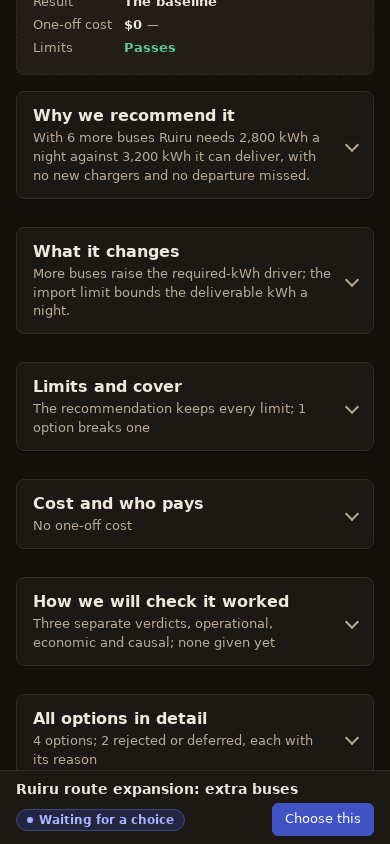 Result The baseline
One-off cost $0 —
Limits Passes
Why we recommend it
With 6 more buses Ruiru needs 2,800 kWh a
night against 3,200 kWh it can deliver, with
no new chargers and no departure missed.
What it changes
More buses raise the required-kWh driver; the
import limit bounds the deliverable kWh a
night.
Limits and cover
The recommendation keeps every limit; 1
option breaks one
Cost and who pays
No one-off cost
How we will check it worked
Three separate verdicts, operational,
economic and causal; none given yet
All options in detail
4 options; 2 rejected or deferred, each with
its reason
Ruiru route expansion: extra buses
Waiting for a choice
Choose this